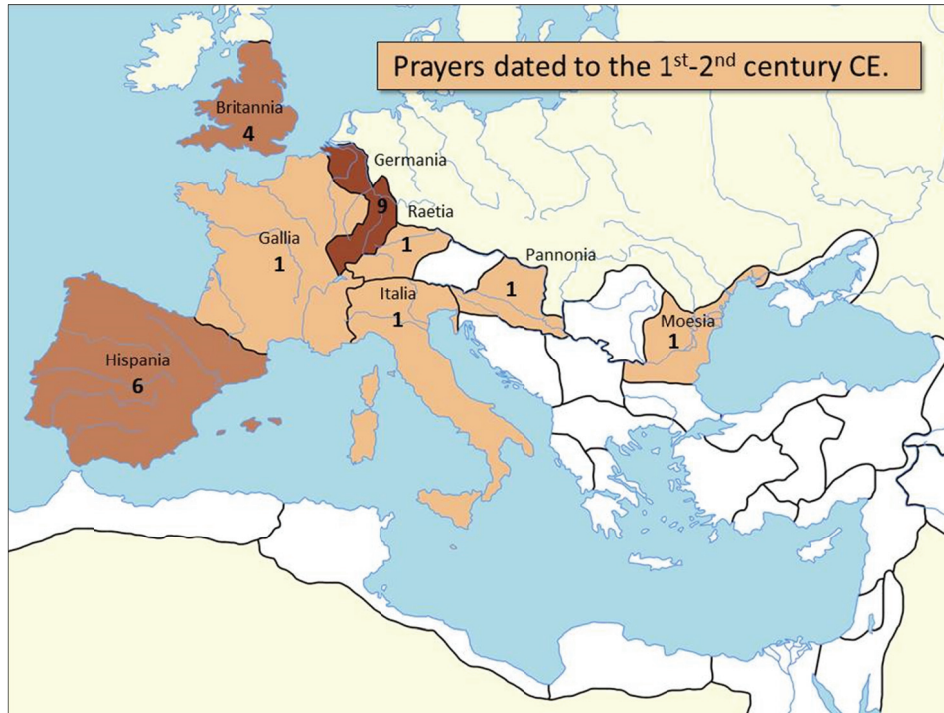 Prayers dated to the 1st-2nd century CE.
Britannia
4
Germania
9
Raetia
1
Gallia
1
Pannonia
1
Italia
1
Moesia
1
Hispania
6